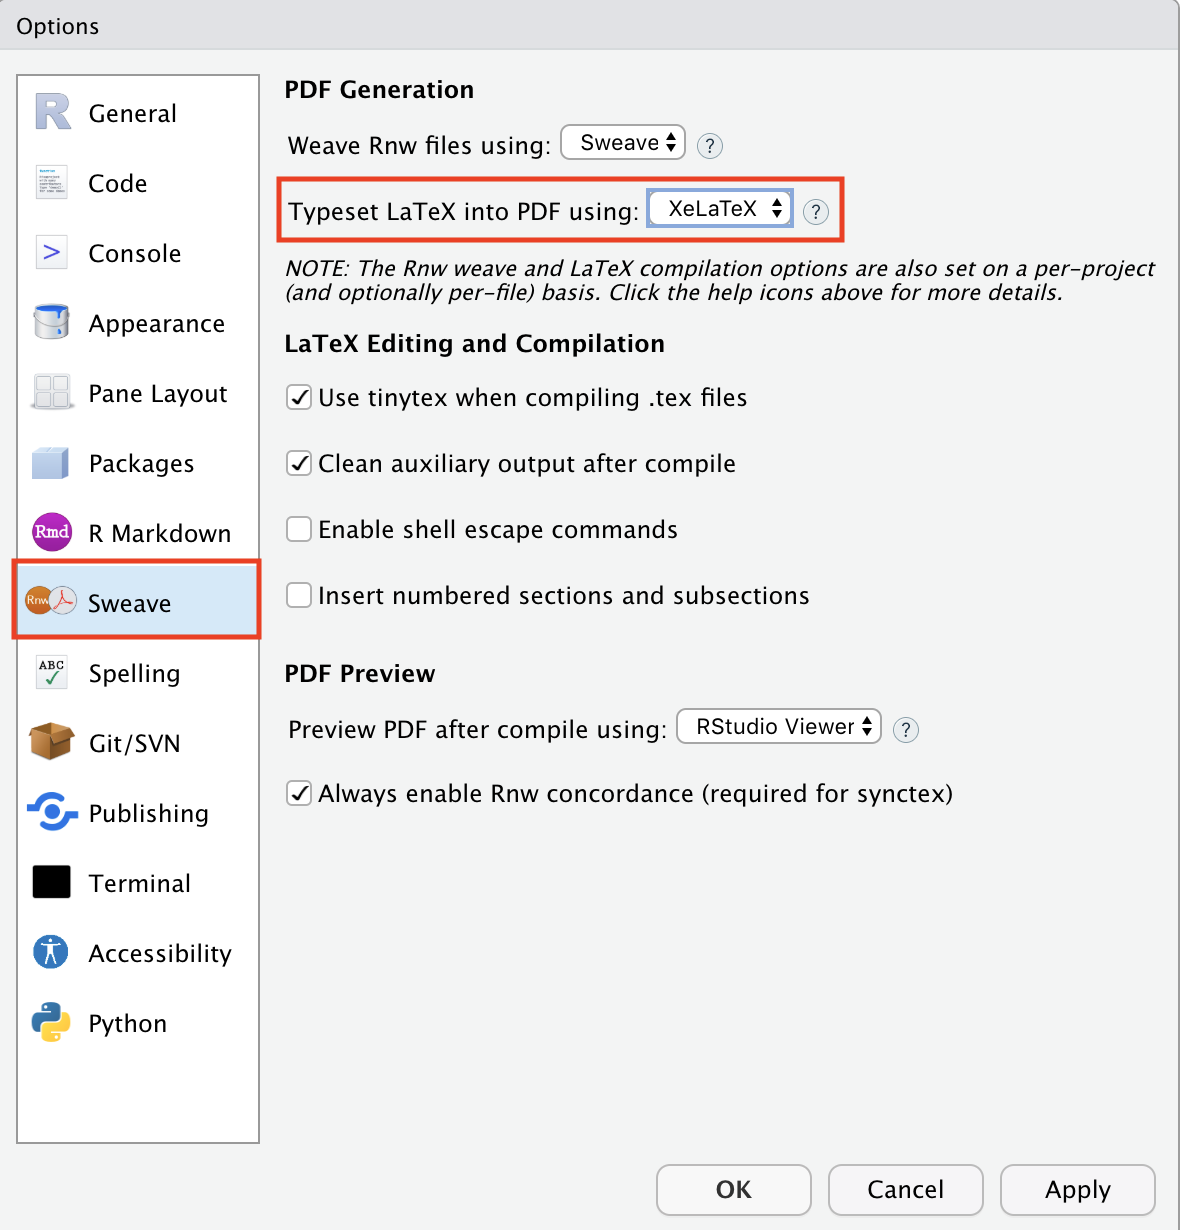 Options
General
Code
Console
Appearance
Pane Layout
Packages
Rmd R Markdown
Rnw Sweave
ABC Spelling
Git/SVN
Publishing
Terminal
Accessibility
Python
PDF Generation
Weave Rnw files using: Sweave ?
Typeset LaTeX into PDF using: XeLaTeX ?
NOTE: The Rnw weave and LaTeX compilation options are also set on a per-project
(and optionally per-file) basis. Click the help icons above for more details.
LaTeX Editing and Compilation
Use tinytex when compiling .tex files
Clean auxiliary output after compile
Enable shell escape commands
Insert numbered sections and subsections
PDF Preview
Preview PDF after compile using: RStudio Viewer ?
Always enable Rnw concordance (required for synctex)
OK Cancel Apply